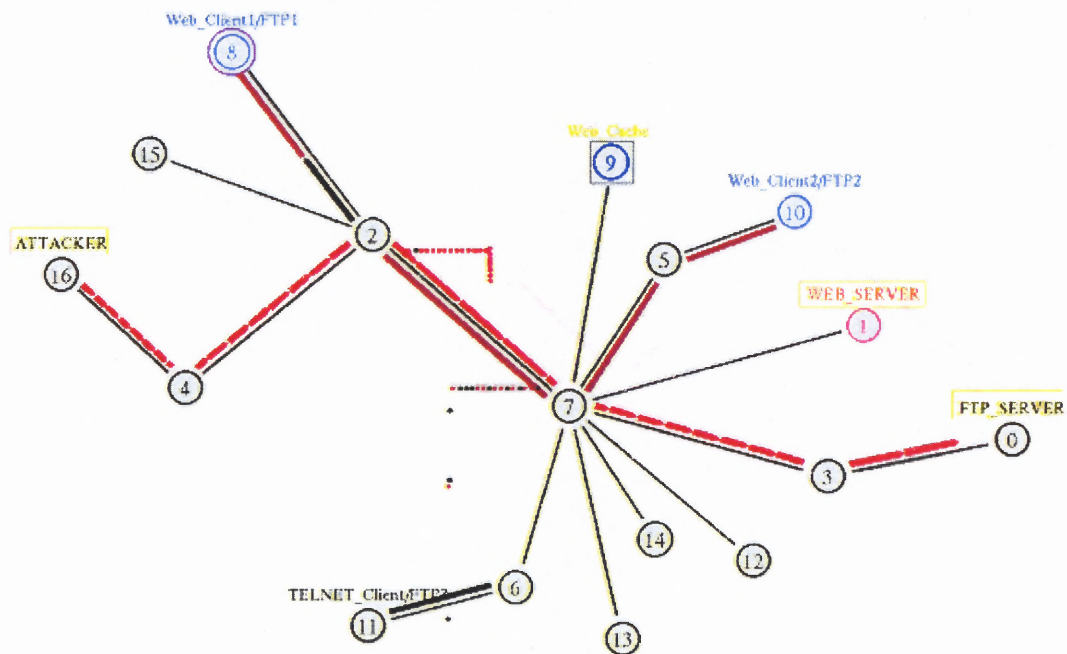 Web_Client1/FTP1
8
15
Web_Cache
9
Web_Client2/FTP2
10
ATTACKER
16
2
5
WEB_SERVER
1
4
7
FTP_SERVER
0
3
14
12
6
TELNET_Client/FTP3
11
13